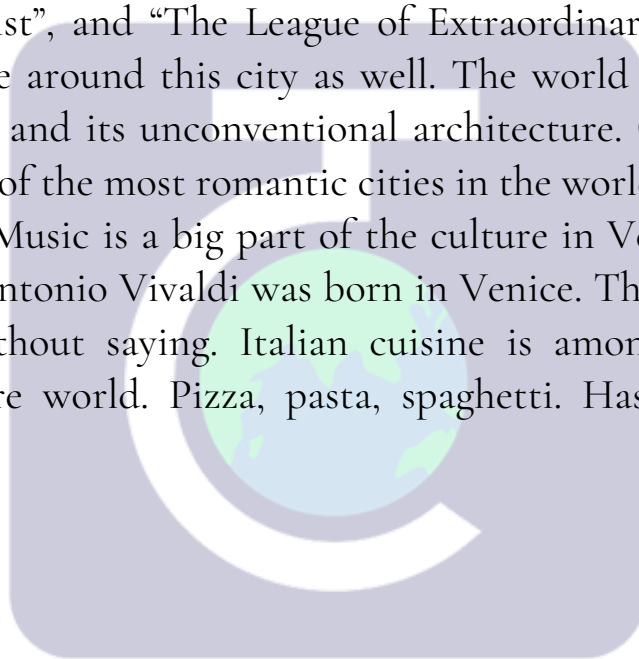 st”, and “The League of Extraordinar
e around this city as well. The world
and its unconventional architecture.
of the most romantic cities in the worl
Music is a big part of the culture in V
ntonio Vivaldi was born in Venice. Th
thout saying. Italian cuisine is amon
re world. Pizza, pasta, spaghetti. Has